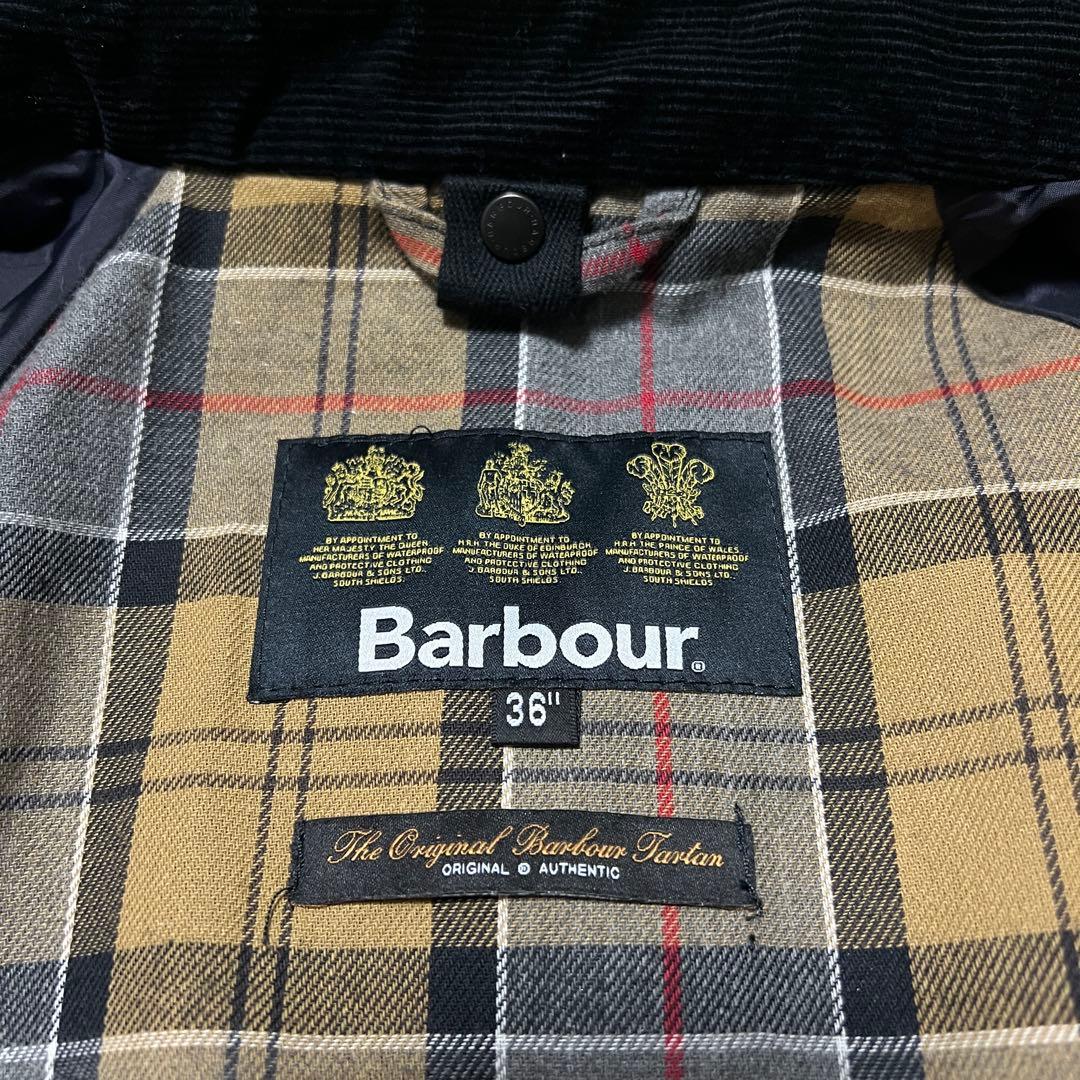 BY APPOINTMENT TO
HER MAJESTY THE QUEEN
MANUFACTURERS OF WATERPROOF
AND PROTECTIVE CLOTHING
J. BARBOUR & SONS LTD.
SOUTH SHIELDS
BY APPOINTMENT TO
H.R.H. THE DUKE OF EDINBURGH
MANUFACTURERS OF WATERPROOF
AND PROTECTIVE CLOTHING
J. BARBOUR & SONS LTD.
SOUTH SHIELDS
BY APPOINTMENT TO
H.R.H. THE PRINCE OF WALES
MANUFACTURERS OF WATERPROOF
AND PROTECTIVE CLOTHING
J. BARBOUR & SONS LTD.
SOUTH SHIELDS
Barbour®
36"
The Original Barbour Tartan
ORIGINAL ® AUTHENTIC